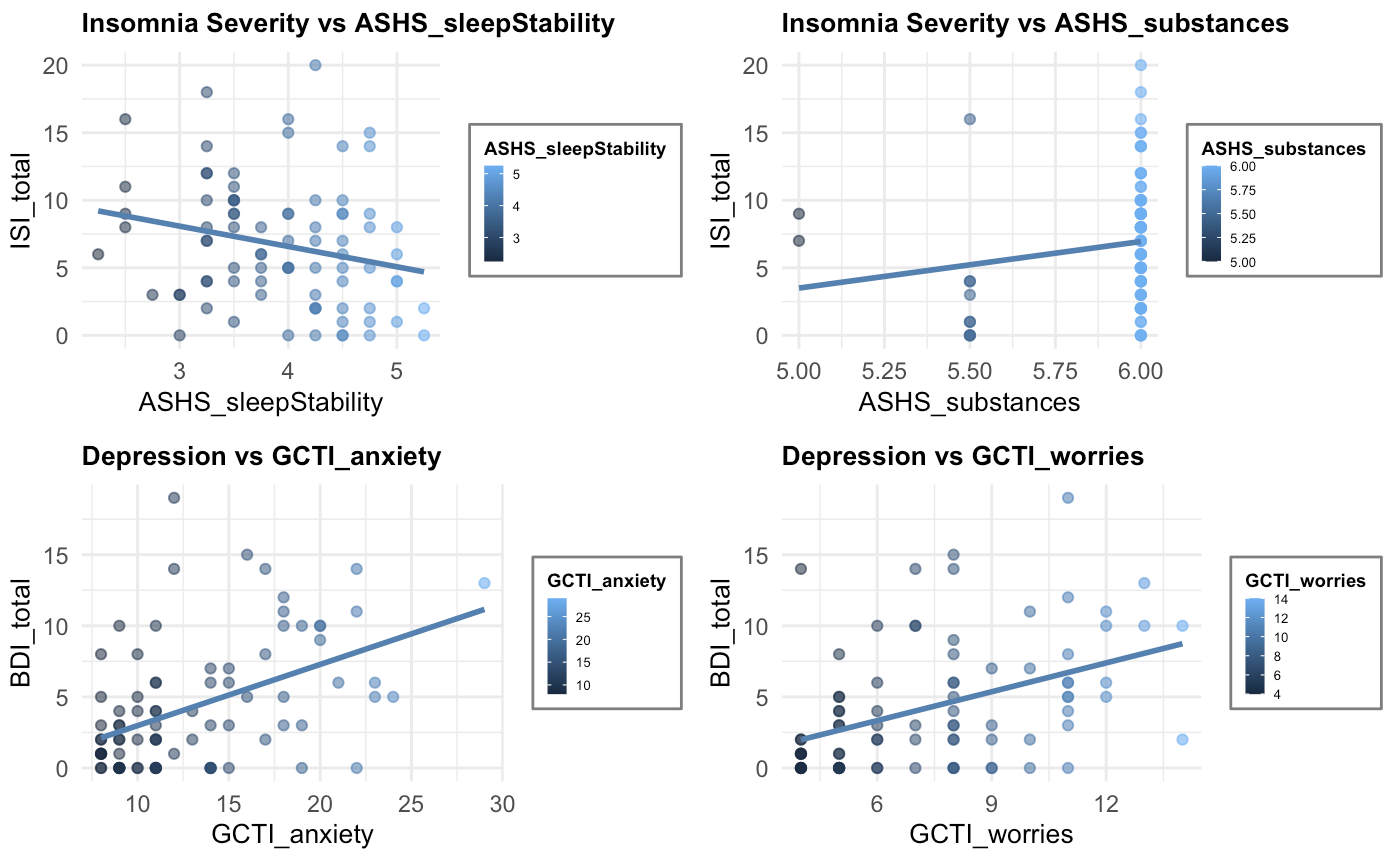 Insomnia Severity vs ASHS_sleepStability
20
15
10
5
0
ISI_total
3 4 5
ASHS_sleepStability
ASHS_sleepStability
5
4
3
Insomnia Severity vs ASHS_substances
20
15
10
5
0
ISI_total
5.00 5.25 5.50 5.75 6.00
ASHS_substances
ASHS_substances
6.00
5.75
5.50
5.25
5.00
Depression vs GCTI_anxiety
15
10
5
0
BDI_total
10 15 20 25 30
GCTI_anxiety
GCTI_anxiety
25
20
15
10
Depression vs GCTI_worries
15
10
5
0
BDI_total
6 9 12
GCTI_worries
GCTI_worries
14
12
10
8
6
4